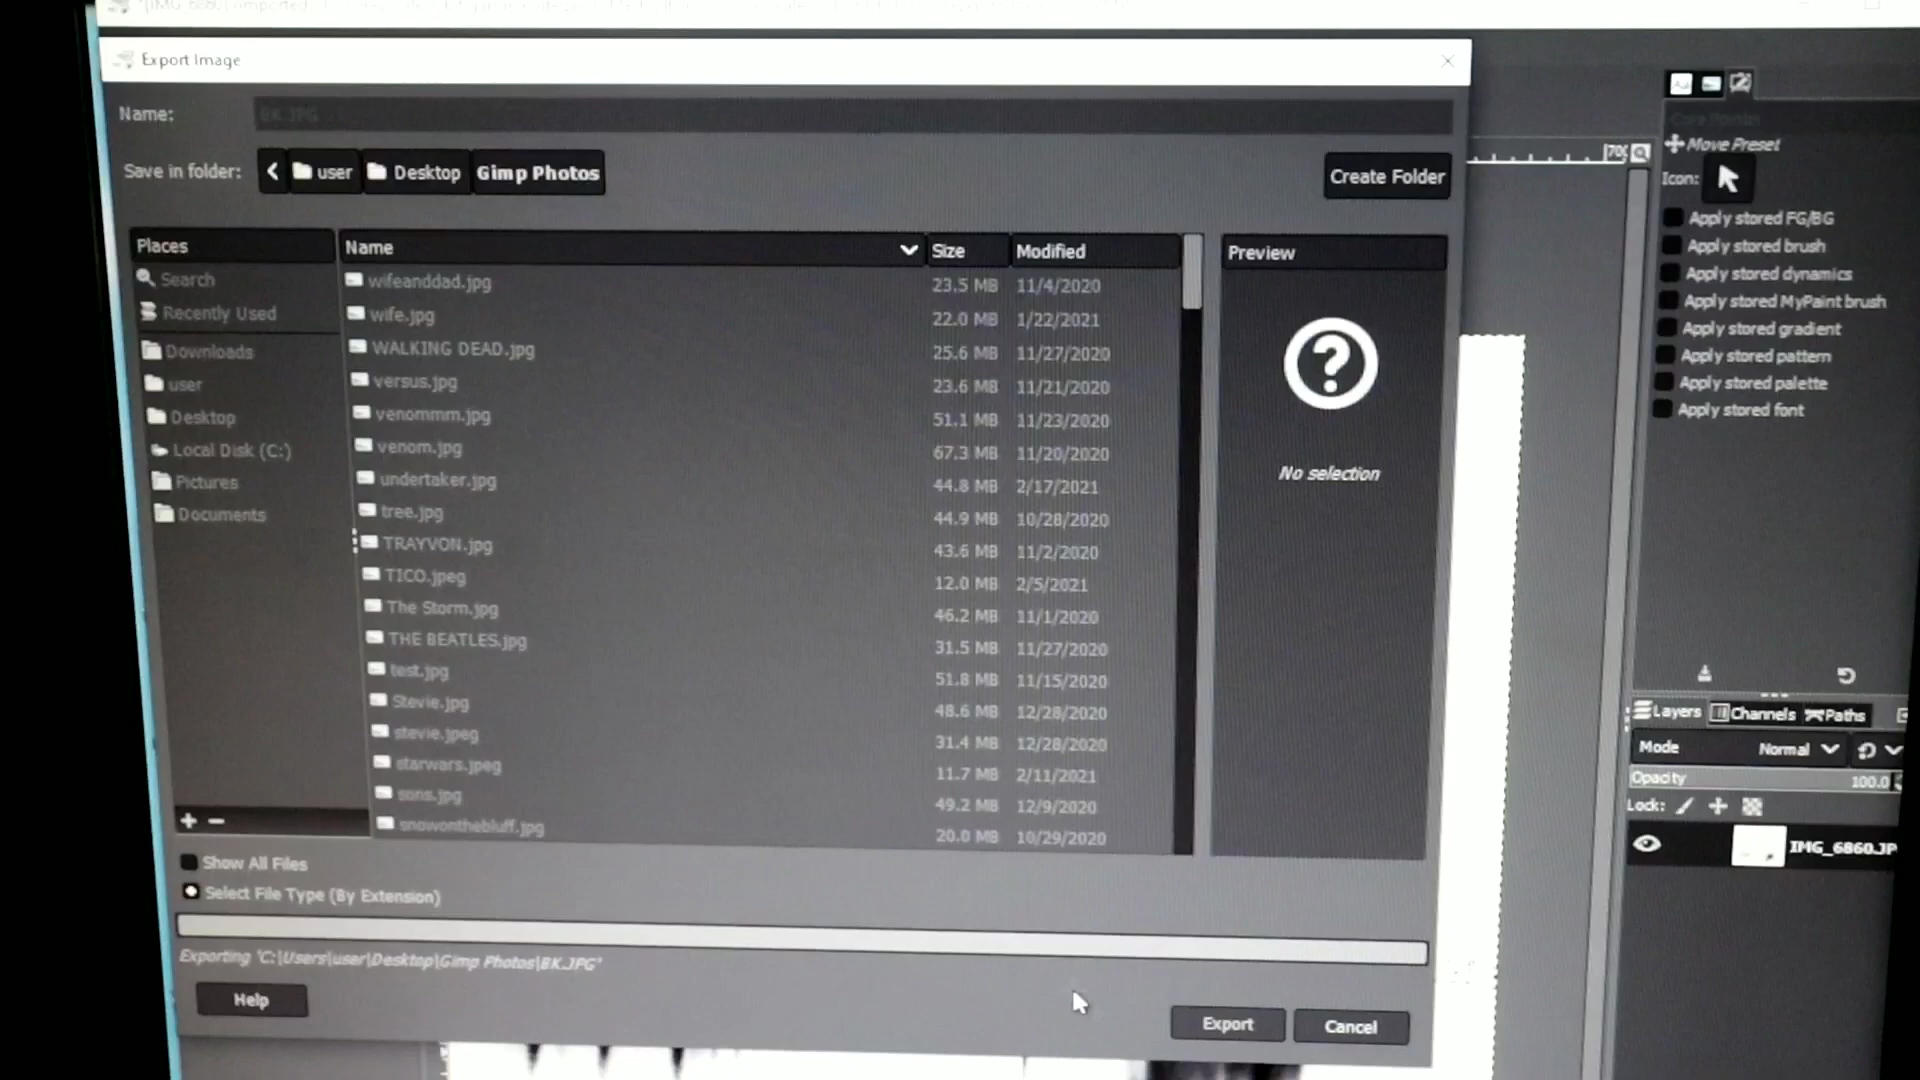 Export Image
Name: BK.JPG
Save in folder: user Desktop Gimp Photos Create Folder
Places
Search
Recently Used
Downloads
user
Desktop
Local Disk (C:)
Pictures
Documents
Name Size Modified
wifeanddad.jpg 23.5 MB 11/4/2020
wife.jpg 22.0 MB 1/22/2021
WALKING DEAD.jpg 25.6 MB 11/27/2020
versus.jpg 23.6 MB 11/21/2020
venommm.jpg 51.1 MB 11/23/2020
venom.jpg 67.3 MB 11/20/2020
undertaker.jpg 44.8 MB 2/17/2021
tree.jpg 44.9 MB 10/28/2020
TRAYVON.jpg 43.6 MB 11/2/2020
TICO.jpeg 12.0 MB 2/5/2021
The Storm.jpg 46.2 MB 11/1/2020
THE BEATLES.jpg 31.5 MB 11/27/2020
test.jpg 51.8 MB 11/15/2020
Stevie.jpg 48.6 MB 12/28/2020
stevie.jpeg 31.4 MB 12/28/2020
starwars.jpeg 11.7 MB 2/11/2021
sons.jpg 49.2 MB 12/9/2020
snowonthebluff.jpg 20.0 MB 10/29/2020
Preview
?
No selection
Show All Files
Select File Type (By Extension)
Exporting 'C:\Users\user\Desktop\Gimp Photos\BK.JPG'
Help
Export
Cancel
Move Preset
Icon:
Apply stored FG/BG
Apply stored brush
Apply stored dynamics
Apply stored MyPaint brush
Apply stored gradient
Apply stored pattern
Apply stored palette
Apply stored font
Layers Channels Paths
Mode Normal
Opacity 100.0
Lock:
IMG_6860.JP